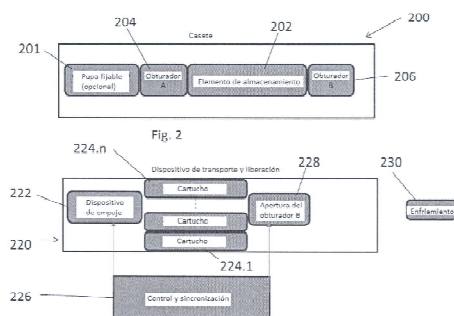 200
Casete
204
202
201
Pupa fijable
(opcional)
Obturador
A
Elemento de almacenamiento
Obturador
B
206
Fig. 2
224.n
Dispositivo de transporte y liberación
228
230
222
Dispositivo
de empuje
Cartucho
Cartucho
Cartucho
Apertura del
obturador B
Enfriamiento
220
224.1
226
Control y sincronización